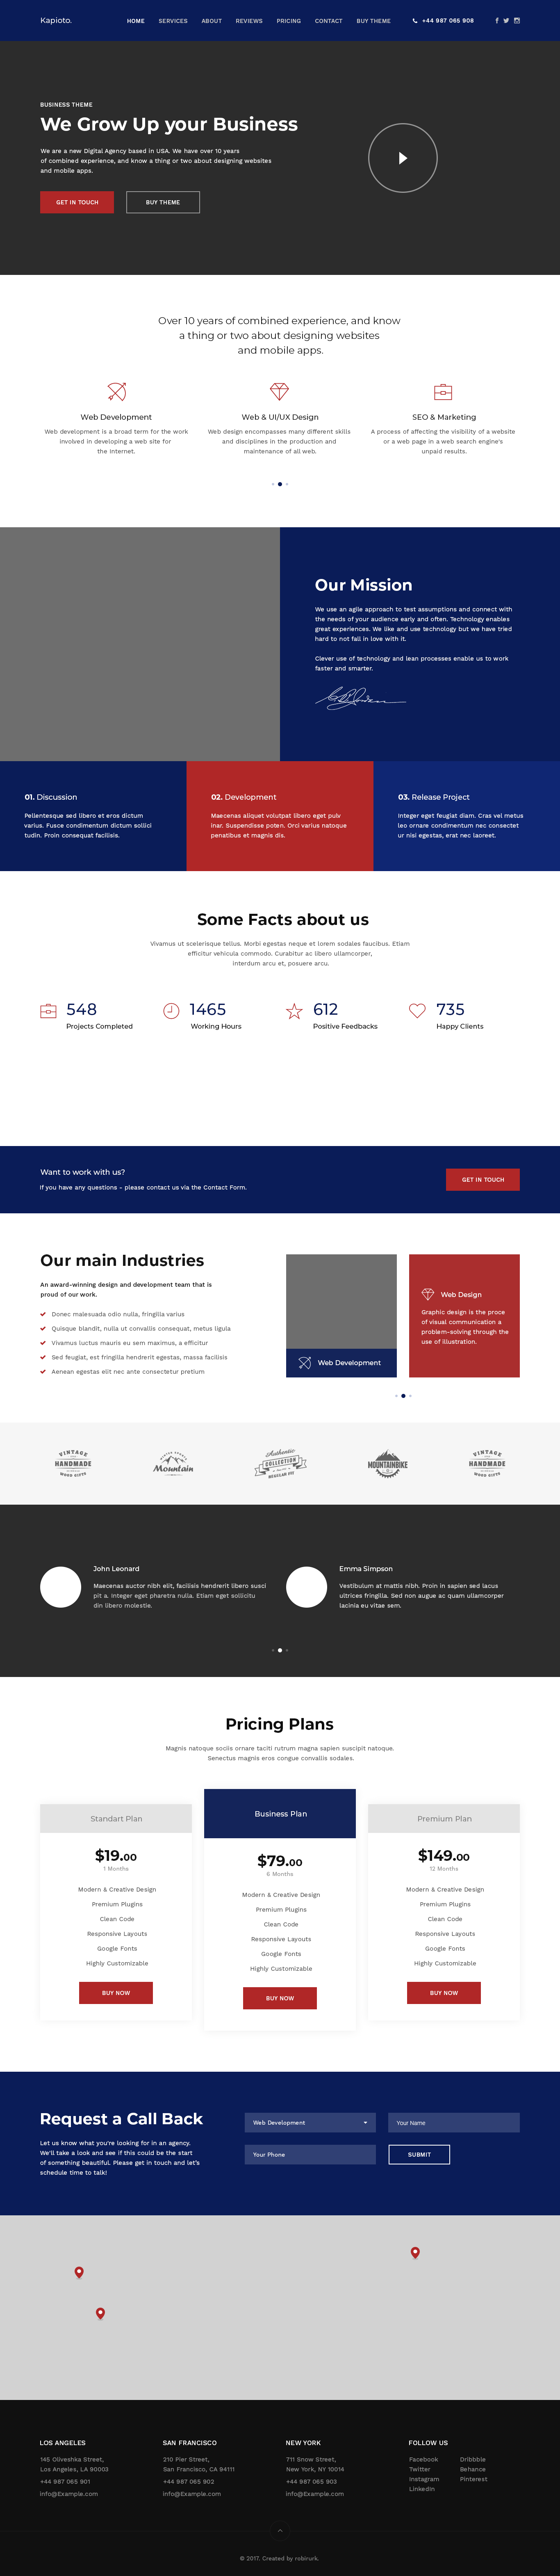 Kapioto.
HOME SERVICES ABOUT REVIEWS PRICING CONTACT BUY THEME
+44 987 065 908
BUSINESS THEME
We Grow Up your Business
We are a new Digital Agency based in USA. We have over 10 years
of combined experience, and know a thing or two about designing websites
and mobile apps.
GET IN TOUCH
BUY THEME
Over 10 years of combined experience, and know
a thing or two about designing websites
and mobile apps.
Web Development
Web development is a broad term for the work
involved in developing a web site for
the Internet.
Web & UI/UX Design
Web design encompasses many different skills
and disciplines in the production and
maintenance of all web.
SEO & Marketing
A process of affecting the visibility of a website
or a web page in a web search engine's
unpaid results.
Our Mission
We use an agile approach to test assumptions and connect with
the needs of your audience early and often. Technology enables
great experiences. We like and use technology but we have tried
hard to not fall in love with it.
Clever use of technology and lean processes enable us to work
faster and smarter.
01. Discussion
Pellentesque sed libero et eros dictum
varius. Fusce condimentum dictum sollici
tudin. Proin consequat facilisis.
02. Development
Maecenas aliquet volutpat libero eget pulv
inar. Suspendisse poten. Orci varius natoque
penatibus et magnis dis.
03. Release Project
Integer eget feugiat diam. Cras vel metus
leo ornare condimentum nec consectet
ur nisi egestas, erat nec laoreet.
Some Facts about us
Vivamus ut scelerisque tellus. Morbi egestas neque et lorem sodales faucibus. Etiam
efficitur vehicula commodo. Curabitur ac libero ullamcorper,
interdum arcu et, posuere arcu.
548
Projects Completed
1465
Working Hours
612
Positive Feedbacks
735
Happy Clients
Want to work with us?
If you have any questions - please contact us via the Contact Form.
GET IN TOUCH
Our main Industries
An award-winning design and development team that is
proud of our work.
Donec malesuada odio nulla, fringilla varius
Quisque blandit, nulla ut convallis consequat, metus ligula
Vivamus luctus mauris eu sem maximus, a efficitur
Sed feugiat, est fringilla hendrerit egestas, massa facilisis
Aenean egestas elit nec ante consectetur pretium
Web Development
Web Design
Graphic design is the proce
of visual communication a
problem-solving through the
use of illustration.
VINTAGE
HANDMADE
WOOD GIFTS
Mountain
Authentic
COLLECTION
REGULAR FIT
MOUNTAINBIKE
VINTAGE
HANDMADE
WOOD GIFTS
John Leonard
Maecenas auctor nibh elit, facilisis hendrerit libero susci
pit a. Integer eget pharetra nulla. Etiam eget sollicitu
din libero molestie.
Emma Simpson
Vestibulum at mattis nibh. Proin in sapien sed lacus
ultrices fringilla. Sed non augue ac quam ullamcorper
lacinia eu vitae sem.
Pricing Plans
Magnis natoque sociis ornare taciti rutrum magna sapien suscipit natoque.
Senectus magnis eros congue convallis sodales.
Standart Plan
$19.00
1 Months
Modern & Creative Design
Premium Plugins
Clean Code
Responsive Layouts
Google Fonts
Highly Customizable
BUY NOW
Business Plan
$79.00
6 Months
Modern & Creative Design
Premium Plugins
Clean Code
Responsive Layouts
Google Fonts
Highly Customizable
BUY NOW
Premium Plan
$149.00
12 Months
Modern & Creative Design
Premium Plugins
Clean Code
Responsive Layouts
Google Fonts
Highly Customizable
BUY NOW
Request a Call Back
Let us know what you're looking for in an agency.
We'll take a look and see if this could be the start
of something beautiful. Please get in touch and let's
schedule time to talk!
Web Development
Your Name
Your Phone
SUBMIT
LOS ANGELES
145 Oliveshka Street,
Los Angeles, LA 90003
+44 987 065 901
info@Example.com
SAN FRANCISCO
210 Pier Street,
San Francisco, CA 94111
+44 987 065 902
info@Example.com
NEW YORK
711 Snow Street,
New York, NY 10014
+44 987 065 903
info@Example.com
FOLLOW US
Facebook
Twitter
Instagram
LinkedIn
Dribbble
Behance
Pinterest
© 2017. Created by robirurk.